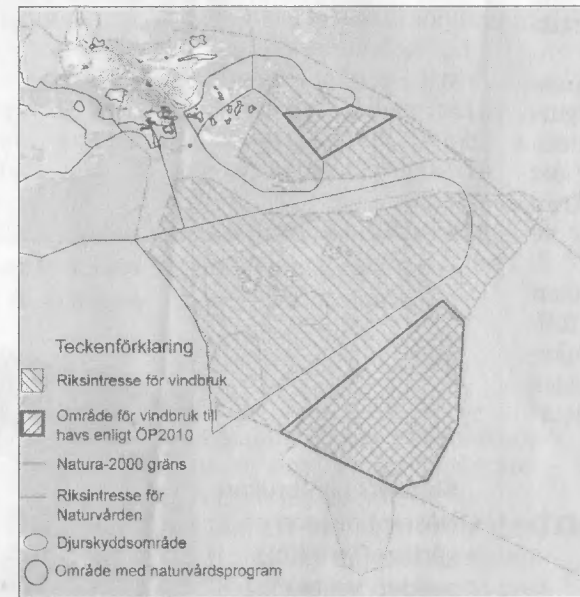 Teckenförklaring
Riksintresse för vindbruk
Område för vindbruk till
havs enligt ÖP2010
Natura-2000 gräns
Riksintresse för
Naturvården
Djurskyddsområde
Område med naturvårdsprogram